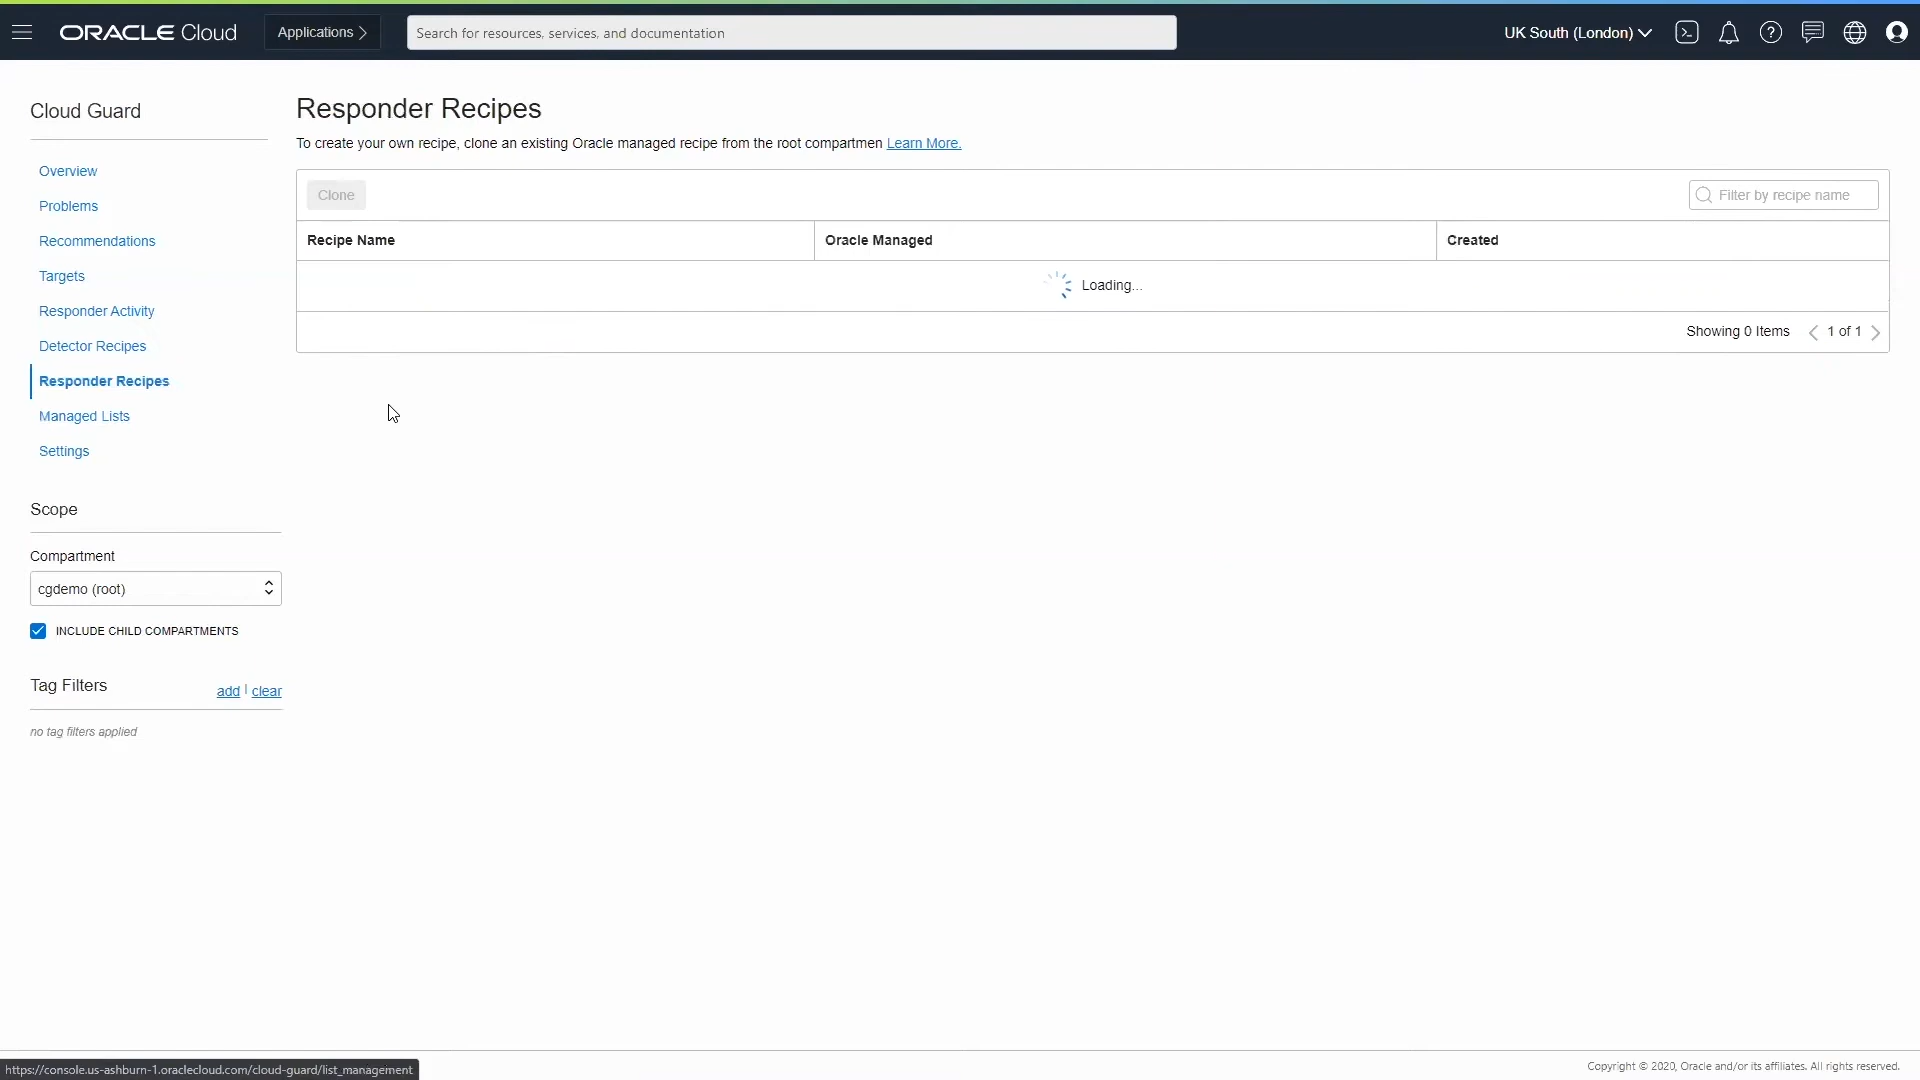 ORACLE Cloud
Applications
Search for resources, services, and documentation
UK South (London)
Cloud Guard
Overview
Problems
Recommendations
Targets
Responder Activity
Detector Recipes
Responder Recipes
Managed Lists
Settings
Scope
Compartment
cgdemo (root)
INCLUDE CHILD COMPARTMENTS
Tag Filters
add | clear
no tag filters applied
Responder Recipes
To create your own recipe, clone an existing Oracle managed recipe from the root compartmen Learn More.
Clone
Filter by recipe name
Recipe Name
Oracle Managed
Created
Loading...
Showing 0 Items
1 of 1
https://console.us-ashburn-1.oraclecloud.com/cloud-guard/list_management
Copyright © 2020, Oracle and/or its affiliates. All rights reserved.